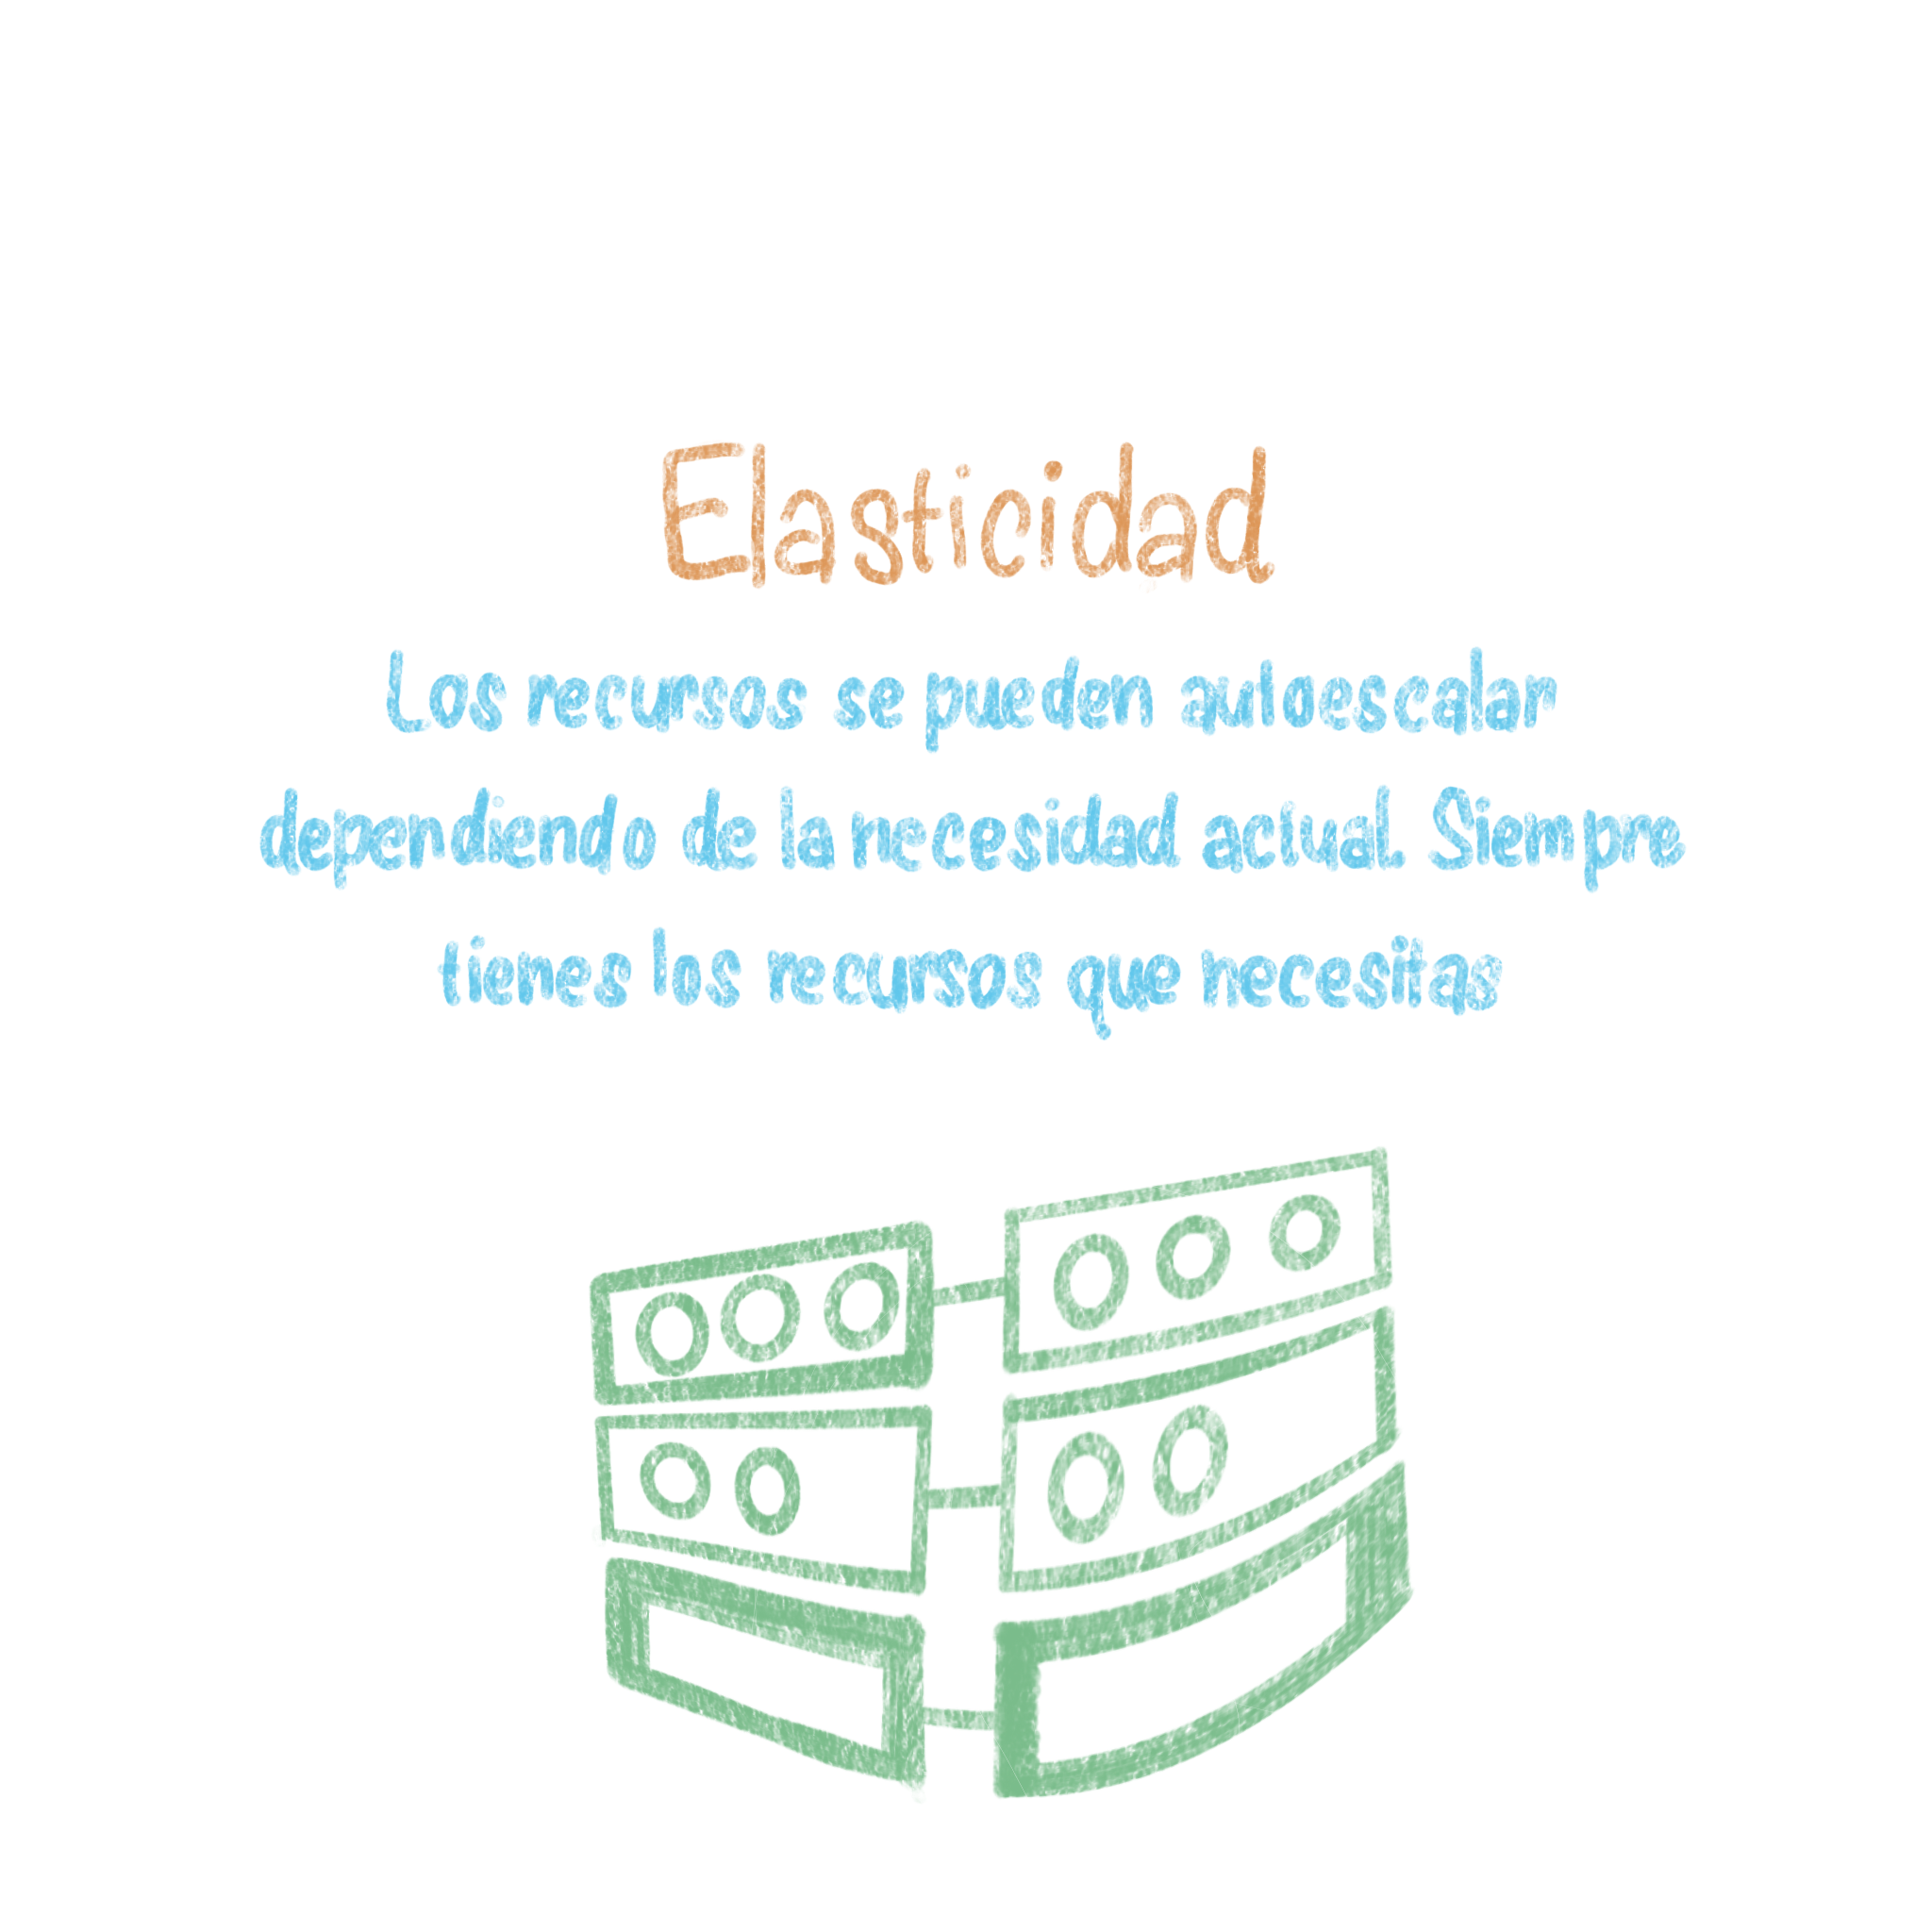 Elasticidad
Los recursos se pueden autoescalar
dependiendo de la necesidad actual. Siempre
tienes los recursos que necesitas